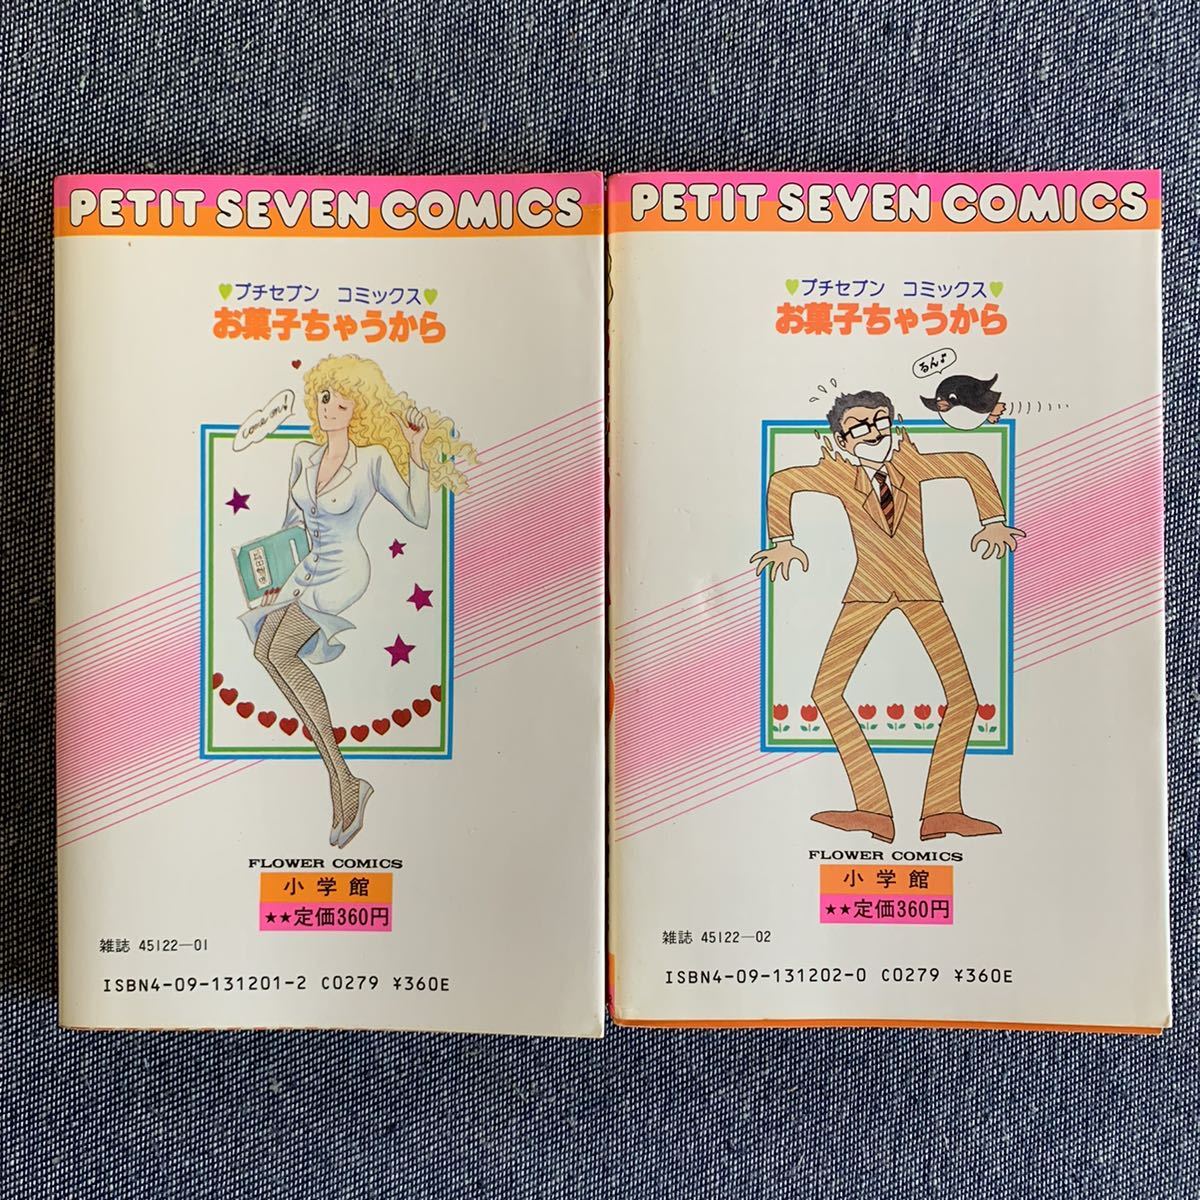 PETIT SEVEN COMICS
♥プチセブン コミックス♥
お菓子ちゃうから
come on!
FLOWER COMICS
小学館
★★定価360円
雑誌 45122—01
ISBN4-09-131201-2 C0279 ¥360E
PETIT SEVEN COMICS
♥プチセブン コミックス♥
お菓子ちゃうから
るん♪
FLOWER COMICS
小学館
★★定価360円
雑誌 45122—02
ISBN4-09-131202-0 C0279 ¥360E